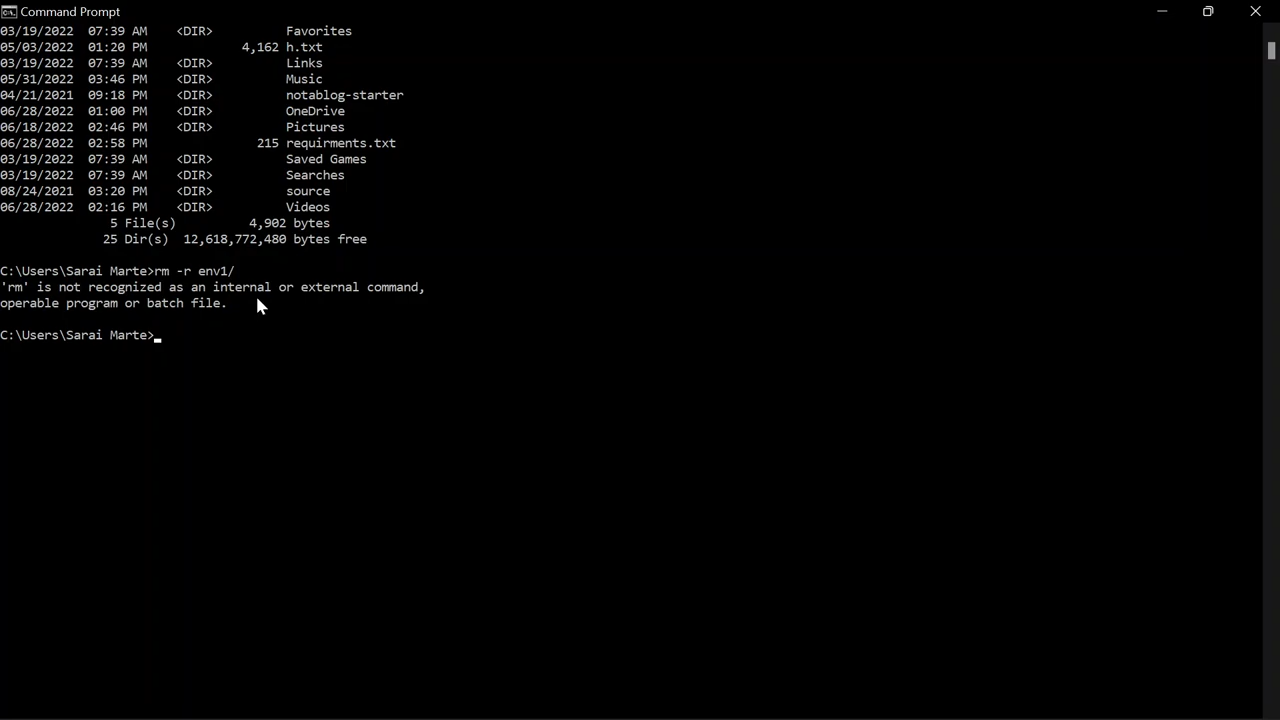 Command Prompt
03/19/2022  07:39 AM    <DIR>          Favorites
05/03/2022  01:20 PM             4,162 h.txt
03/19/2022  07:39 AM    <DIR>          Links
05/31/2022  03:46 PM    <DIR>          Music
04/21/2021  09:18 PM    <DIR>          notablog-starter
06/28/2022  01:00 PM    <DIR>          OneDrive
06/18/2022  02:46 PM    <DIR>          Pictures
06/28/2022  02:58 PM               215 requirments.txt
03/19/2022  07:39 AM    <DIR>          Saved Games
03/19/2022  07:39 AM    <DIR>          Searches
08/24/2021  03:20 PM    <DIR>          source
06/28/2022  02:16 PM    <DIR>          Videos
5 File(s)          4,902 bytes
25 Dir(s)  12,618,772,480 bytes free
C:\Users\Sarai Marte>rm -r env1/
'rm' is not recognized as an internal or external command,
operable program or batch file.
C:\Users\Sarai Marte>